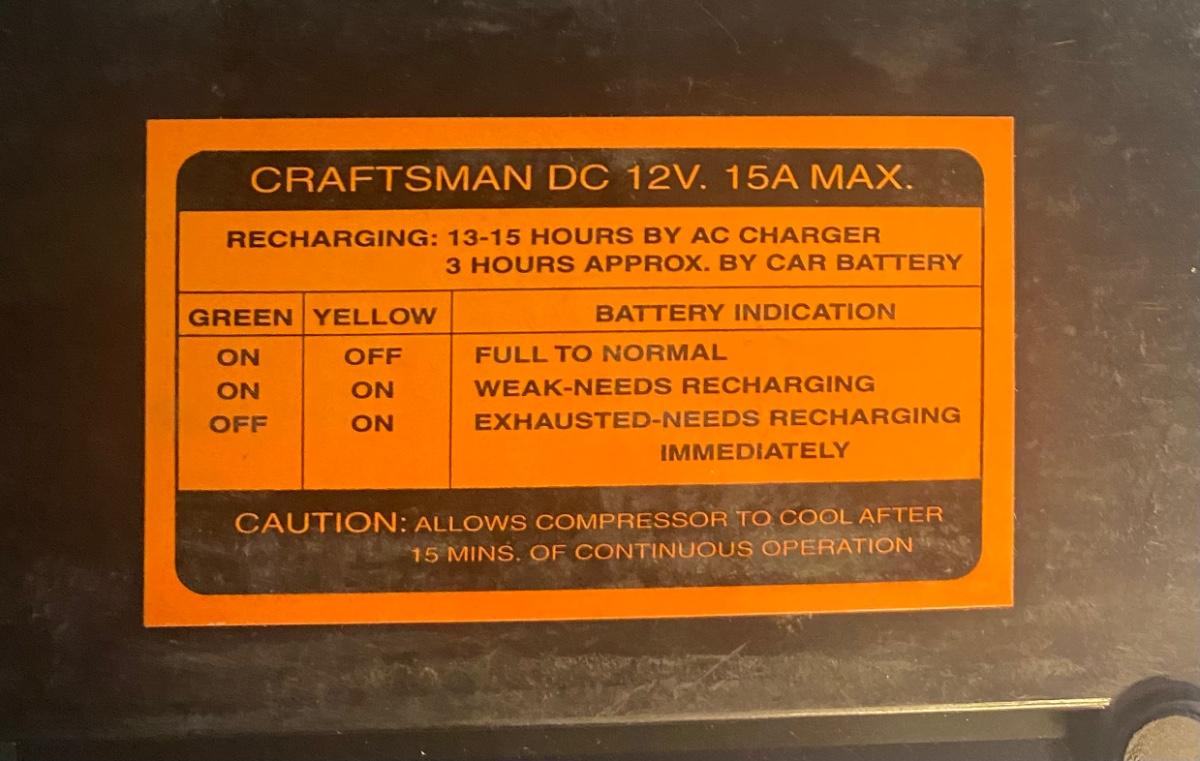 CRAFTSMAN DC 12V. 15A MAX.
RECHARGING: 13-15 HOURS BY AC CHARGER
3 HOURS APPROX. BY CAR BATTERY
GREEN YELLOW BATTERY INDICATION
ON OFF FULL TO NORMAL
ON ON WEAK-NEEDS RECHARGING
OFF ON EXHAUSTED-NEEDS RECHARGING
IMMEDIATELY
CAUTION: ALLOWS COMPRESSOR TO COOL AFTER
15 MINS. OF CONTINUOUS OPERATION